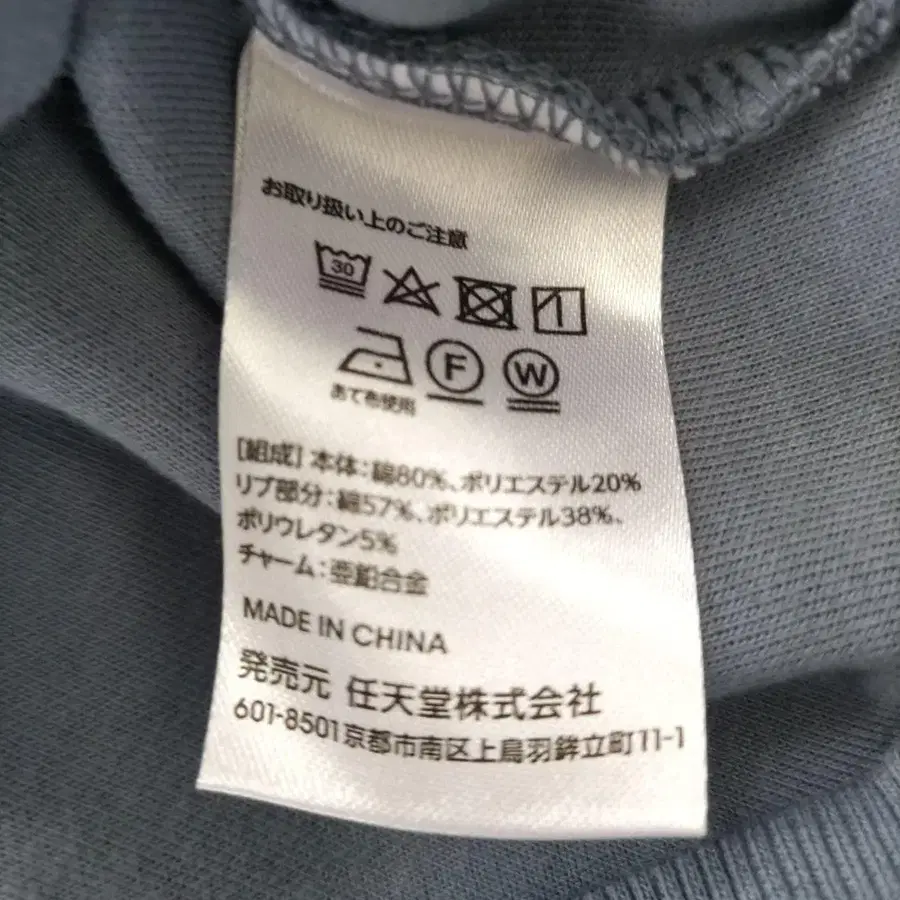 お取り扱い上のご注意
30
F W
あて布使用
[組成] 本体:綿80%、ポリエステル20%
リブ部分:綿57%、ポリエステル38%、
ポリウレタン5%
チャーム:亜鉛合金
MADE IN CHINA
発売元 任天堂株式会社
601-8501京都市南区上鳥羽鉾立町11-1